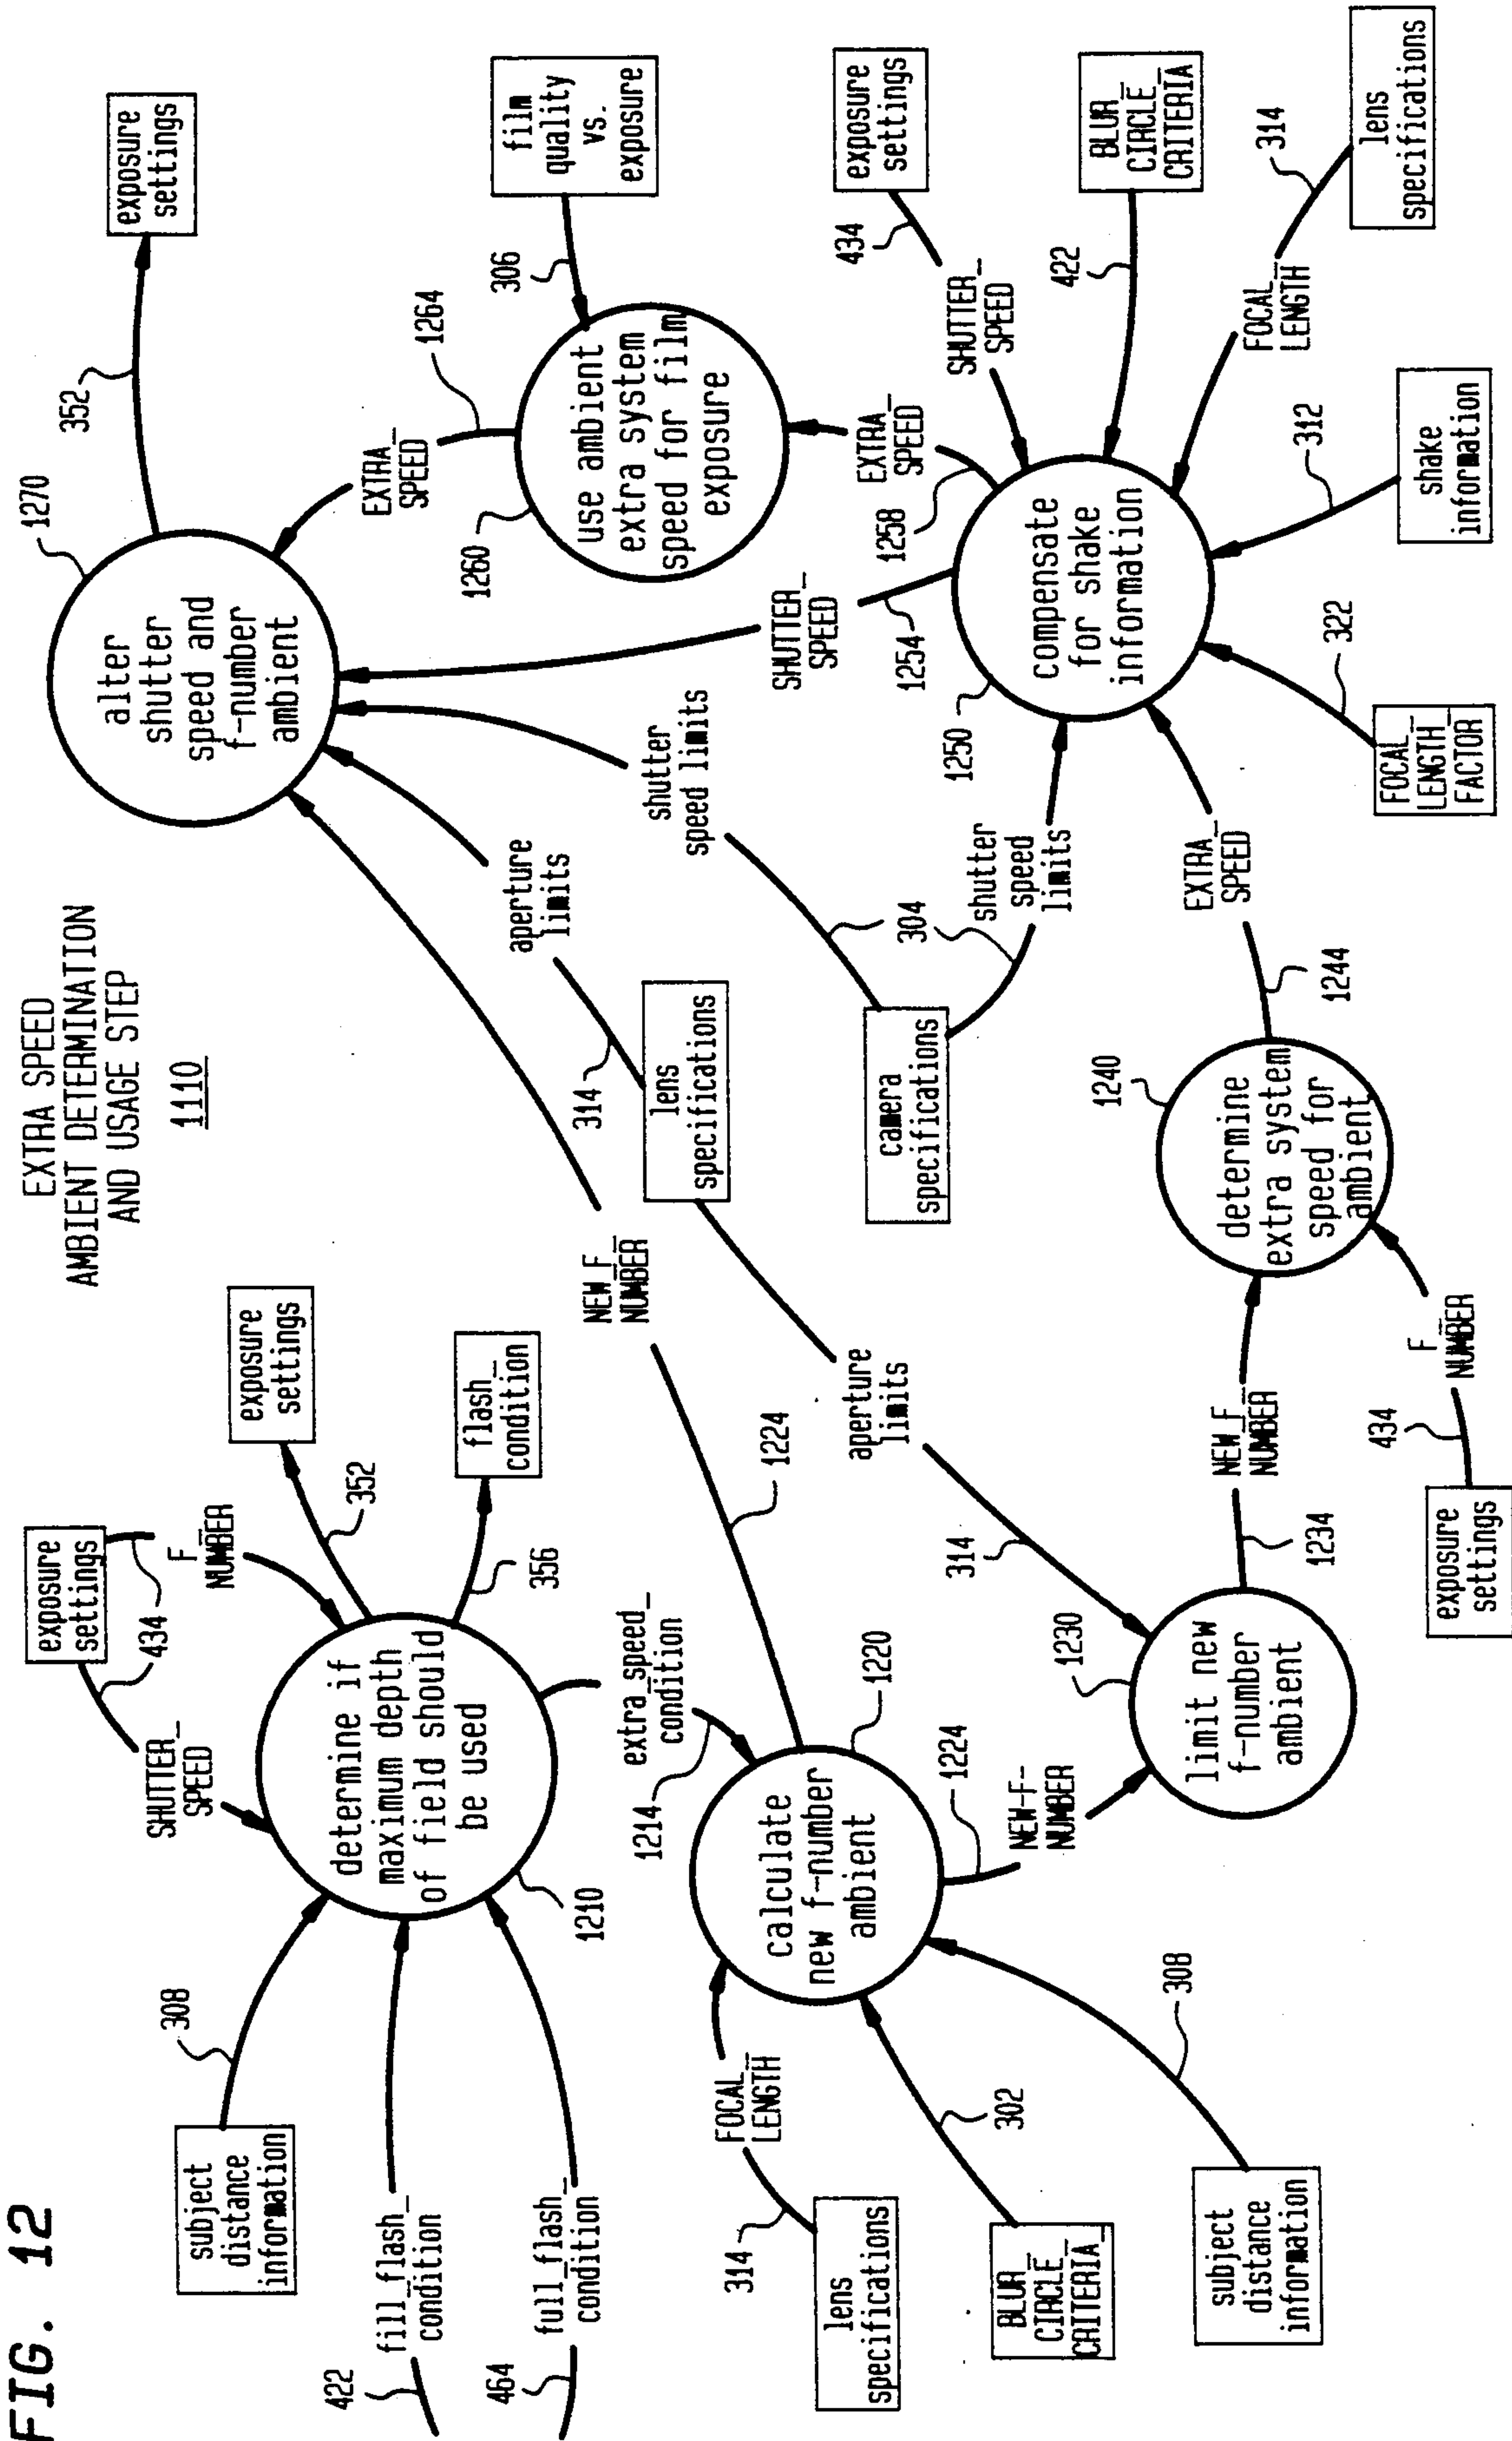 FIG. 12
EXTRA SPEED
AMBIENT DETERMINATION
AND USAGE STEP
1110
subject
distance
information
308
fill_flash_
condition
422
full_flash_
condition
464
exposure
settings
434
SHUTTER_
SPEED
F_
NUMBER
determine if
maximum depth
of field should
be used
1210
352
exposure
settings
356
flash_
condition
extra_speed_
condition
1214
lens
specifications
314
FOCAL_
LENGTH
BLUR_
CIRCLE_
CRITERIA_
302
subject
distance
information
308
calculate
new f-number
ambient
1220
1224
NEW_F_
NUMBER
1224
NEW-F-
NUMBER
limit new
f-number
ambient
1230
314
aperture
limits
lens
specifications
314
aperture
limits
1234
NEW_F_
NUMBER
exposure
settings
434
F_
NUMBER
determine
extra system
speed for
ambient
1240
1244
EXTRA_
SPEED
camera
specifications
304
shutter
speed limits
shutter
speed
limits
compensate
for shake
information
1250
FOCAL_
LENGTH_
FACTOR
322
shake
information
312
lens
specifications
314
FOCAL_
LENGTH
BLUR_
CIRCLE_
CRITERIA
422
exposure
settings
434
SHUTTER_
SPEED
1254
SHUTTER_
SPEED
1258
EXTRA_
SPEED
use ambient
extra system
speed for film
exposure
1260
film
quality
vs.
exposure
306
1264
EXTRA_
SPEED
alter
shutter
speed and
f-number
ambient
1270
352
exposure
settings